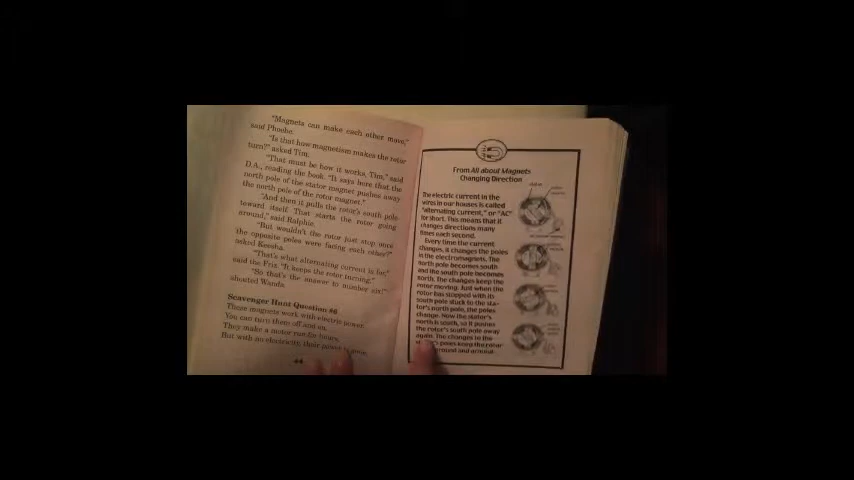 "Magnets can make each other move,"
said Phoebe.
"Is that how magnetism makes the rotor
turn?" asked Tim.
"That must be how it works, Tim," said
D.A., reading the book. "It says here that the
north pole of the stator magnet pushes away
the north pole of the rotor magnet."
"And then it pulls the rotor's south pole
toward itself. That starts the rotor going
around," said Ralphie.
"But wouldn't the rotor just stop once
the opposite poles were facing each other?"
asked Keesha.
"That's what alternating current is for,"
said the Friz. "It keeps the rotor turning."
"So that's the answer to number six!"
shouted Wanda.
Scavenger Hunt Question #6
These magnets work with electric power.
You can turn them off and on.
They make a motor run for hours,
But with no electricity, their power is gone.
44
From All about Magnets
Changing Direction
The electric current in the
wires in our houses is called
"alternating current," or "AC"
for short. This means that it
changes directions many
times each second.
Every time the current
changes, it changes the poles
in the electromagnets. The
north pole becomes south
and the south pole becomes
north. The changes keep the
rotor moving. Just when the
rotor has stopped with its
south pole stuck to the sta-
tor's north pole, the poles
change. Now the stator's
north is south, so it pushes
the rotor's south pole away
again. The changes in the
poles keep the rotor
around and around.